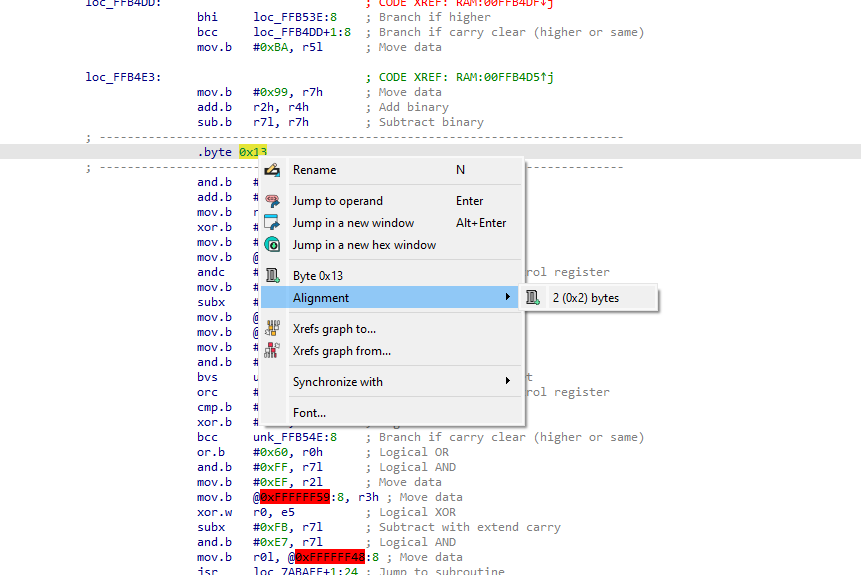 loc_FFB4DD: ; CODE XREF: RAM:00FFB4DF↓j
bhi loc_FFB53E:8 ; Branch if higher
bcc loc_FFB4DD+1:8 ; Branch if carry clear (higher or same)
mov.b #0xBA, r5l ; Move data
loc_FFB4E3: ; CODE XREF: RAM:00FFB4D5↑j
mov.b #0x99, r7h ; Move data
add.b r2h, r4h ; Add binary
sub.b r7l, r7h ; Subtract binary
; ---------------------------------------------------------------------------
.byte 0x13
; ---------------------------------------------------------------------------
Rename N
and.b #
add.b #
Jump to operand Enter
mov.b r
Jump in a new window Alt+Enter
xor.b #
mov.b #
Jump in a new hex window
mov.b @
andc # rol register
Byte 0x13
mov.b #
Alignment
2 (0x2) bytes
subx #
mov.b @
mov.b @
Xrefs graph to...
mov.b #
Xrefs graph from...
and.b #
bvs u t
Synchronize with
orc # rol register
cmp.b #
Font...
xor.b #
bcc unk_FFB54E:8 ; Branch if carry clear (higher or same)
or.b #0x60, r0h ; Logical OR
and.b #0xFF, r7l ; Logical AND
mov.b #0xEF, r2l ; Move data
mov.b @0xFFFFFF59:8, r3h ; Move data
xor.w r0, e5 ; Logical XOR
subx #0xFB, r7l ; Subtract with extend carry
and.b #0xE7, r7l ; Logical AND
mov.b r0l, @0xFFFFFF48:8 ; Move data
jsr loc_7ABAFE+1:24 ; Jump to subroutine